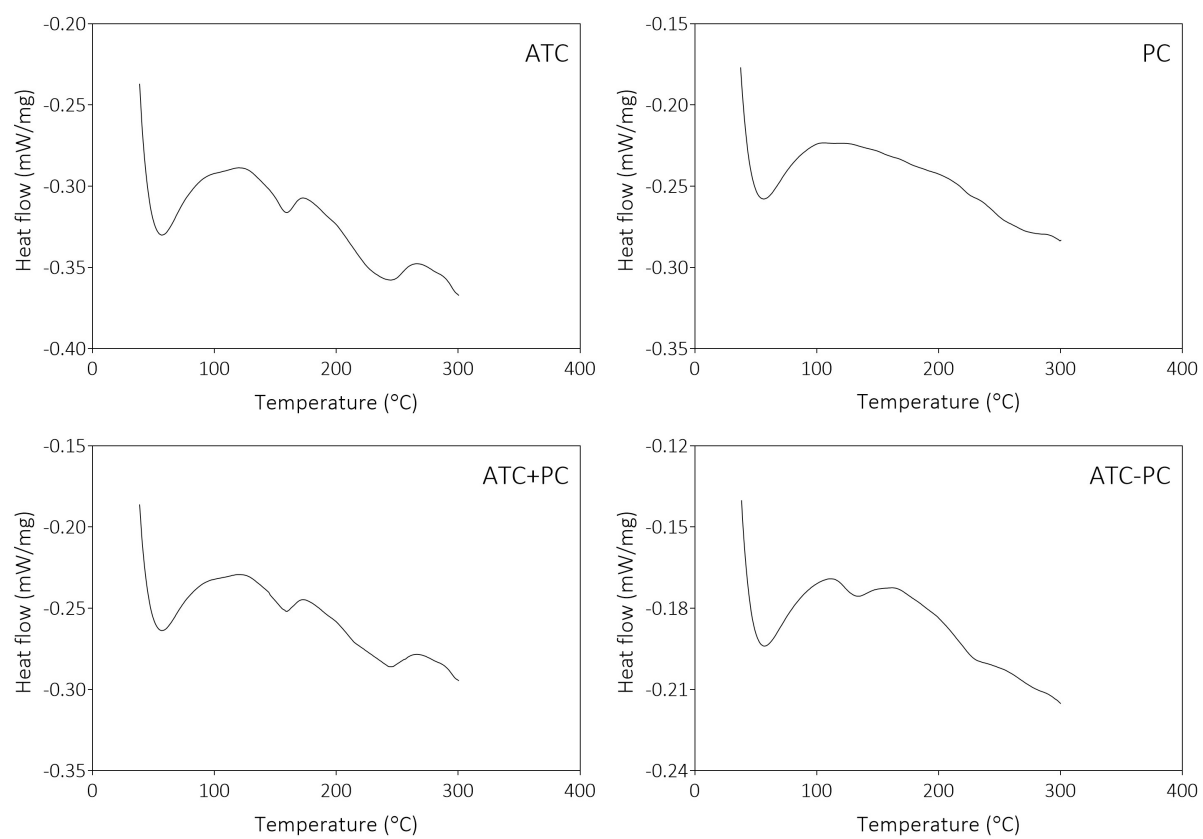 ATC
-0.20
-0.25
-0.30
-0.35
-0.40
Heat flow (mW/mg)
0 100 200 300 400
Temperature (°C)
PC
-0.15
-0.20
-0.25
-0.30
-0.35
Heat flow (mW/mg)
0 100 200 300 400
Temperature (°C)
ATC+PC
-0.15
-0.20
-0.25
-0.30
-0.35
Heat flow (mW/mg)
0 100 200 300 400
Temperature (°C)
ATC-PC
-0.12
-0.15
-0.18
-0.21
-0.24
Heat flow (mW/mg)
0 100 200 300 400
Temperature (°C)